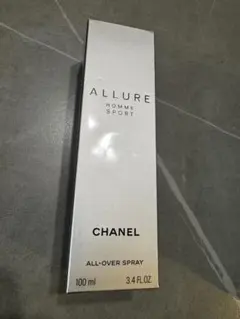 ALLURE
HOMME
SPORT
CHANEL
ALL-OVER SPRAY
100 ml 3.4 FL.OZ.